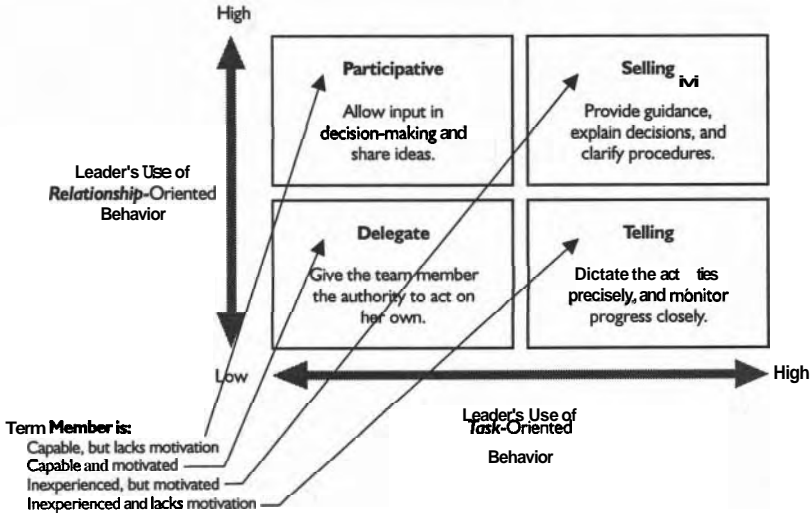 High
Participative
Allow input in
decision-making and
share ideas.
Selling
ivi
Provide guidance,
explain decisions, and
clarify procedures.
Leader's Use of
Relationship-Oriented
Behavior
Delegate
Give the team member
the authority to act on
her own.
Telling
Dictate the act ties
precisely, and monitor
progress closely.
Low
High
Leader's Use of
Task-Oriented
Behavior
Term Member is:
Capable, but lacks motivation
Capable and motivated
Inexperienced, but motivated
Inexperienced and lacks motivation